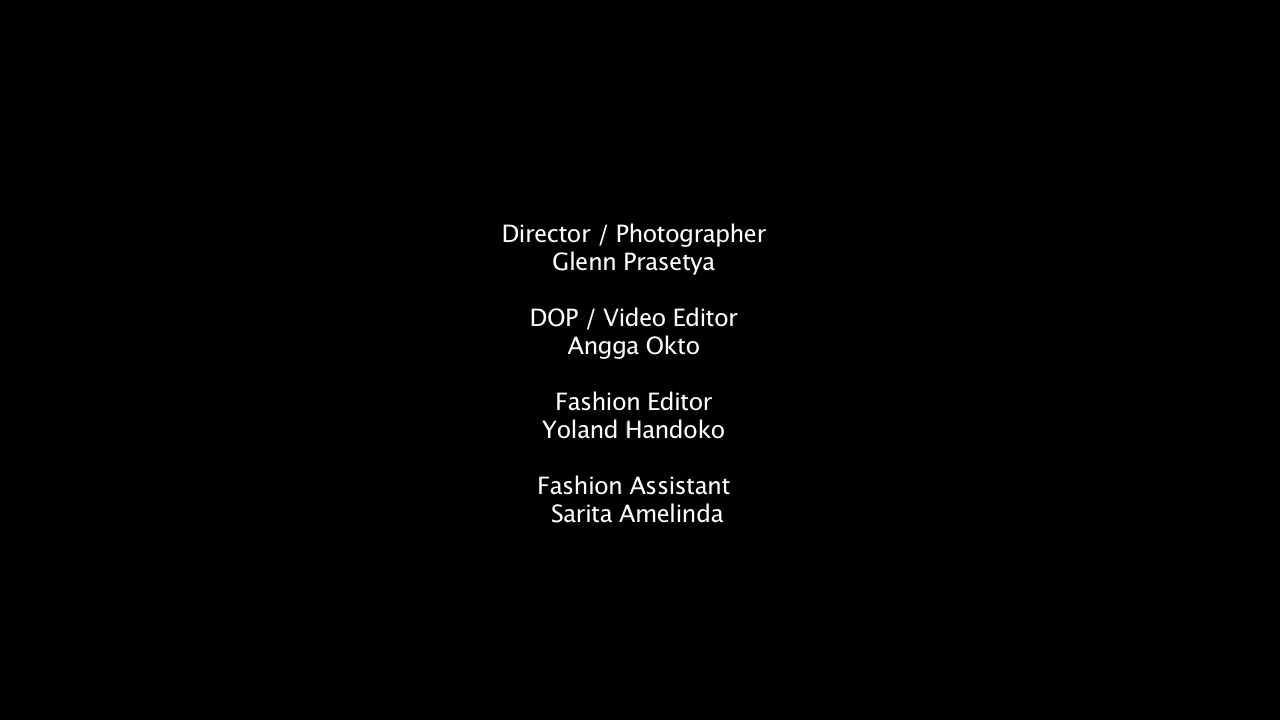 Director / Photographer
Glenn Prasetya
DOP / Video Editor
Angga Okto
Fashion Editor
Yoland Handoko
Fashion Assistant
Sarita Amelinda